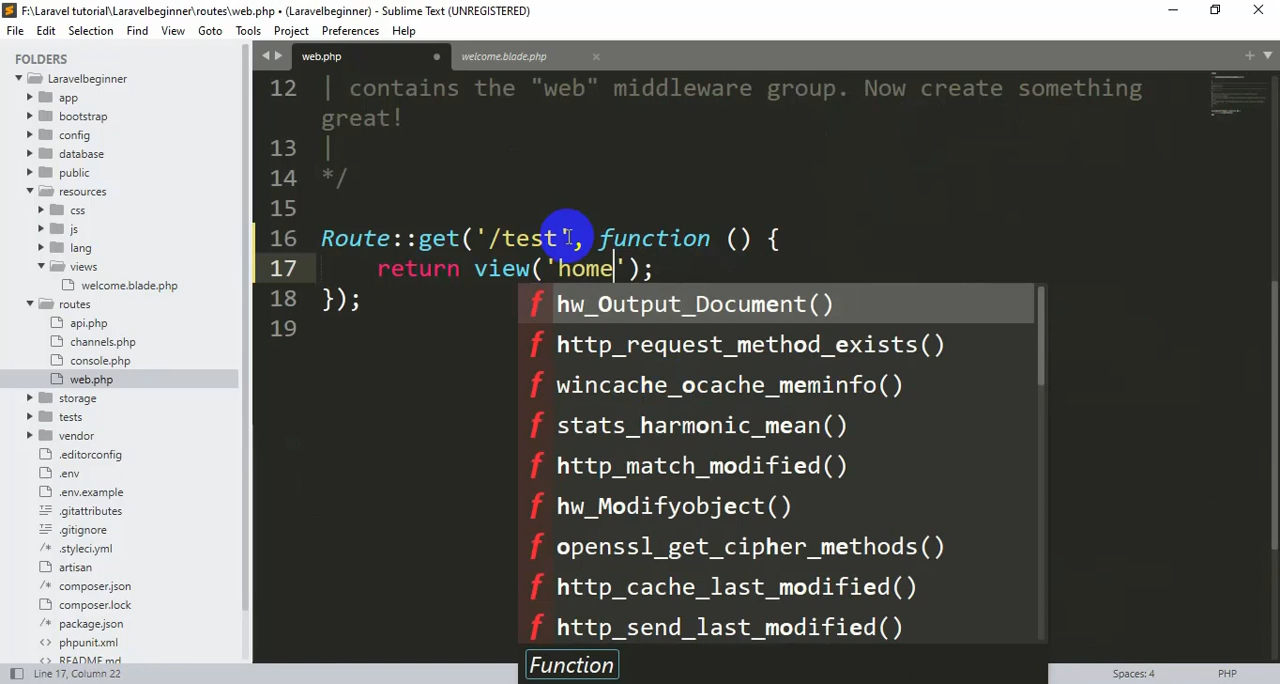 F:\Laravel tutorial\Laravelbeginner\routes\web.php • (Laravelbeginner) - Sublime Text (UNREGISTERED)
File Edit Selection Find View Goto Tools Project Preferences Help
FOLDERS
Laravelbeginner
app
bootstrap
config
database
public
resources
css
js
lang
views
welcome.blade.php
routes
api.php
channels.php
console.php
web.php
storage
tests
vendor
.editorconfig
.env
.env.example
.gitattributes
.gitignore
/* .styleci.yml
artisan
/* composer.json
composer.lock
/* package.json
<> phpunit.xml
README.md
web.php welcome.blade.php
12 | contains the "web" middleware group. Now create something
great!
13 |
14 */
15
16 Route::get('/test', function () {
17 return view('home');
18 });
19
f hw_Output_Document()
f http_request_method_exists()
f wincache_ocache_meminfo()
f stats_harmonic_mean()
f http_match_modified()
f hw_Modifyobject()
f openssl_get_cipher_methods()
f http_cache_last_modified()
f http_send_last_modified()
Function
Line 17, Column 22 Spaces: 4 PHP